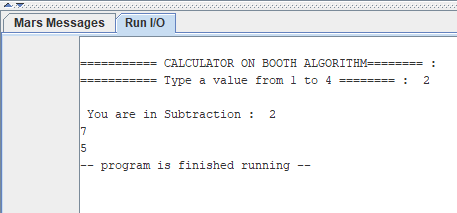 Mars Messages Run I/O
=========== CALCULATOR ON BOOTH ALGORITHM======== :
=========== Type a value from 1 to 4 ======== :  2
You are in Subtraction :  2
7
5
-- program is finished running --